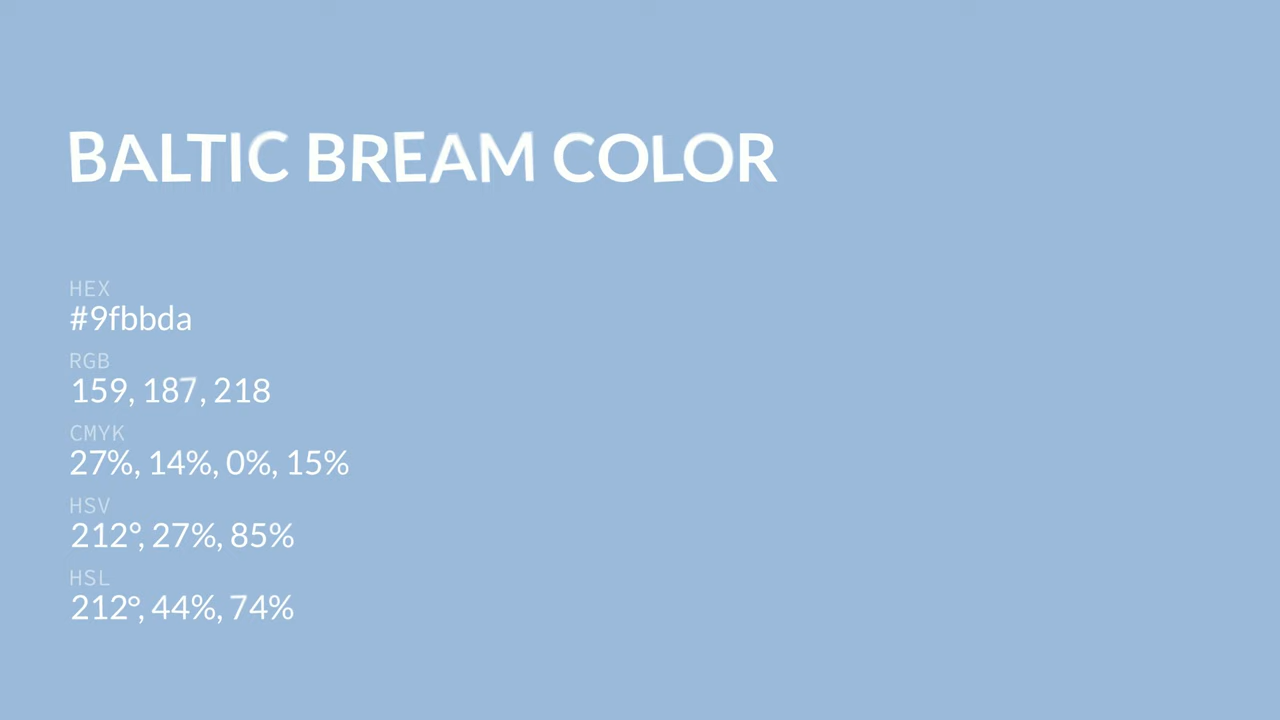 BALTIC BREAM COLOR
HEX
#9fbbda
RGB
159, 187, 218
CMYK
27%, 14%, 0%, 15%
HSV
212°, 27%, 85%
HSL
212°, 44%, 74%